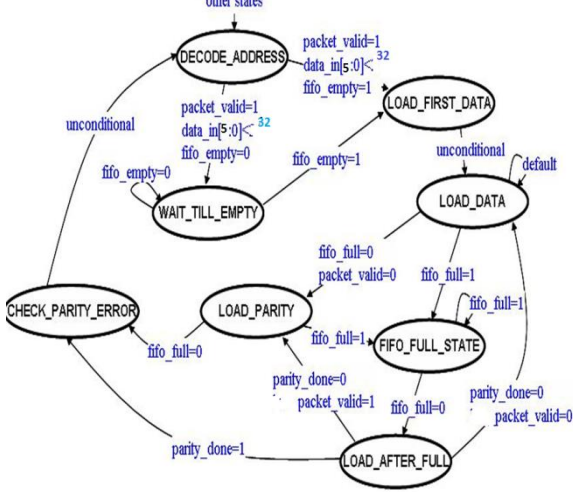 other states
DECODE_ADDRESS
packet_valid=1
data_in[5:0]< 32
fifo_empty=1
LOAD_FIRST_DATA
packet_valid=1
data_in[5:0]< 32
fifo_empty=0
unconditional
unconditional
fifo_empty=1
default
fifo_empty=0
WAIT_TILL_EMPTY
LOAD_DATA
fifo_full=0
packet_valid=0
fifo_full=1
fifo_full=1
CHECK_PARITY_ERROR
LOAD_PARITY
fifo_full=1
FIFO_FULL_STATE
fifo_full=0
parity_done=0
packet_valid=1
fifo_full=0
parity_done=0
packet_valid=0
parity_done=1
LOAD_AFTER_FULL